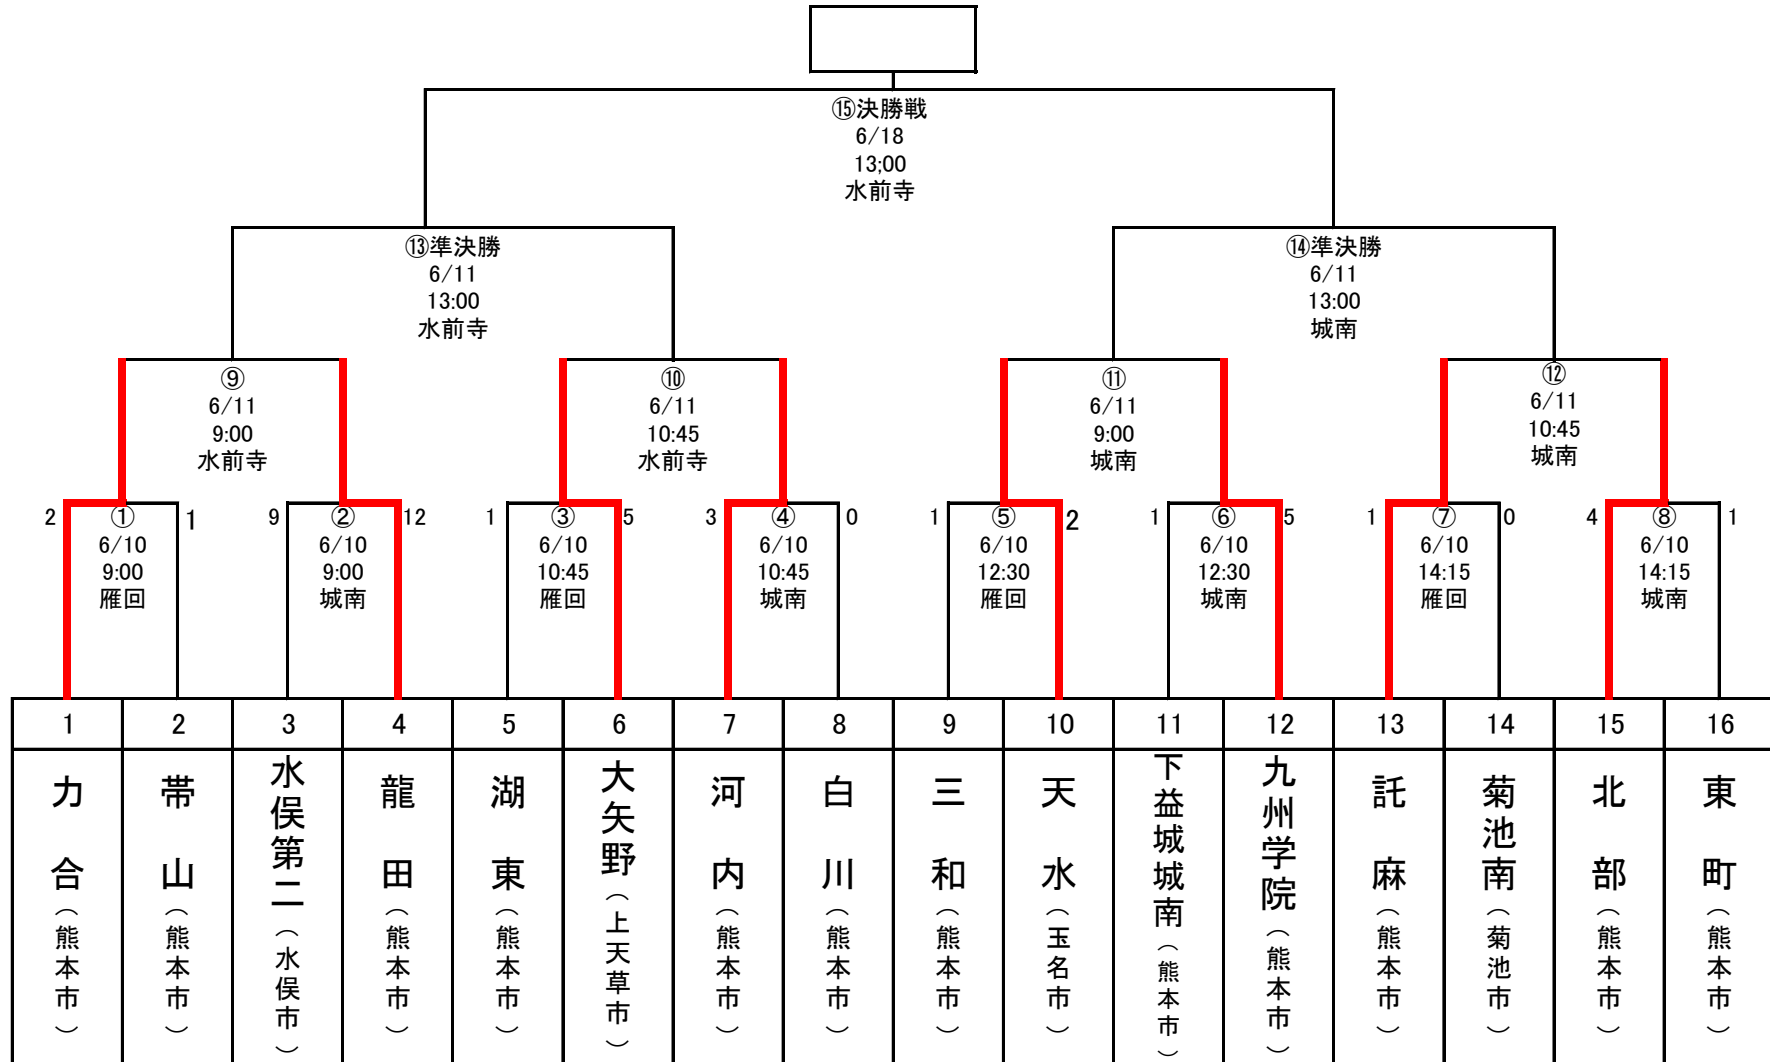 ⑮決勝戦
6/18
13;00
水前寺
⑬準決勝
6/11
13:00
水前寺
⑭準決勝
6/11
13:00
城南
⑨
6/11
9:00
水前寺
⑩
6/11
10:45
水前寺
⑪
6/11
9:00
城南
⑫
6/11
10:45
城南
2 ① 1
6/10
9:00
雁回
9 ② 12
6/10
9:00
城南
1 ③ 5
6/10
10:45
雁回
3 ④ 0
6/10
10:45
城南
1 ⑤ 2
6/10
12:30
雁回
1 ⑥ 5
6/10
12:30
城南
1 ⑦ 0
6/10
14:15
雁回
4 ⑧ 1
6/10
14:15
城南
1 2 3 4 5 6 7 8 9 10 11 12 13 14 15 16
力合（熊本市）
帯山（熊本市）
水俣第二（水俣市）
龍田（熊本市）
湖東（熊本市）
大矢野（上天草市）
河内（熊本市）
白川（熊本市）
三和（熊本市）
天水（玉名市）
下益城城南（熊本市）
九州学院（熊本市）
託麻（熊本市）
菊池南（菊池市）
北部（熊本市）
東町（熊本市）